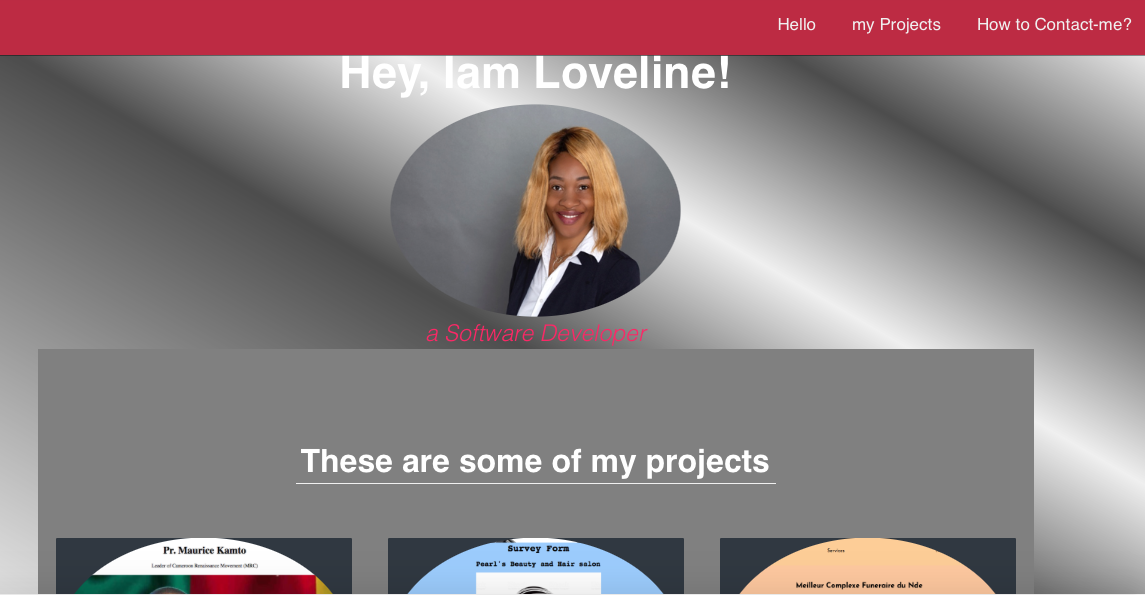 Hello my Projects How to Contact-me?
Hey, Iam Loveline!
a Software Developer
These are some of my projects
Pr. Maurice Kamto
Leader of Cameroon Renaissance Movement (MRC)
Survey Form
Pearl's Beauty and Hair salon
Services
Meilleur Complexe Funeraire du Nde